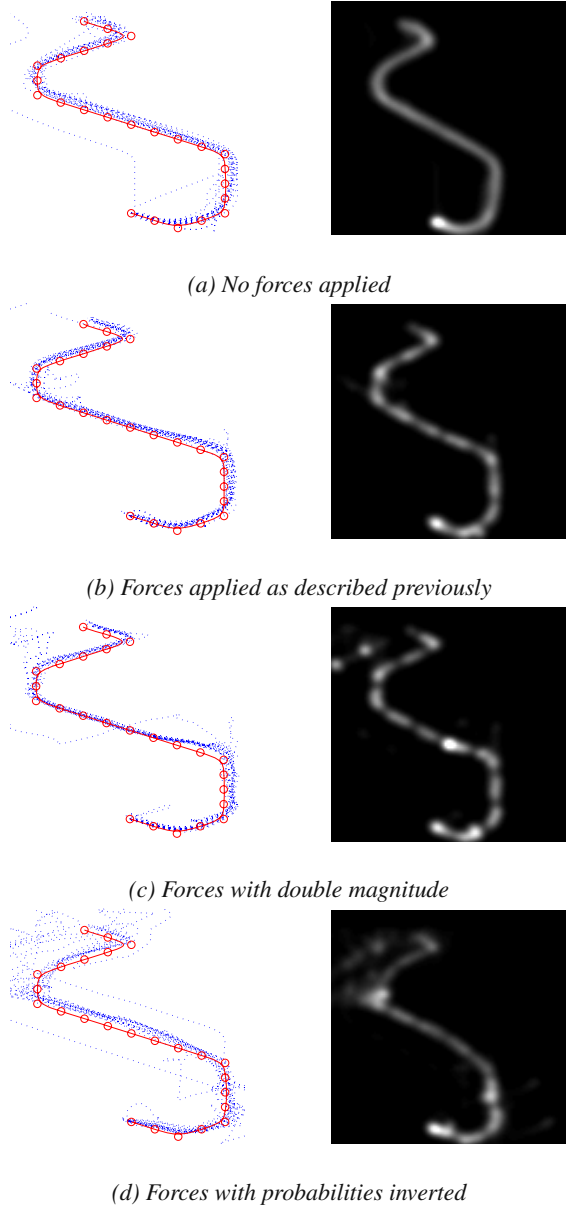 (a) No forces applied
(b) Forces applied as described previously
(c) Forces with double magnitude
(d) Forces with probabilities inverted